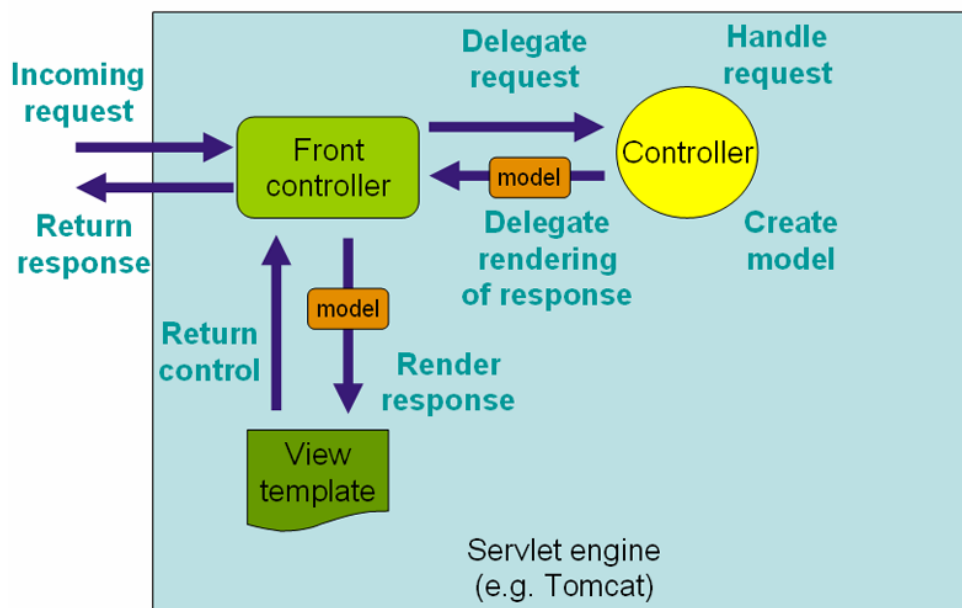 Incoming
request
Return
response
Front
controller
Delegate
request
Handle
request
Controller
model
Delegate
rendering
of response
Create
model
model
Return
control
Render
response
View
template
Servlet engine
(e.g. Tomcat)